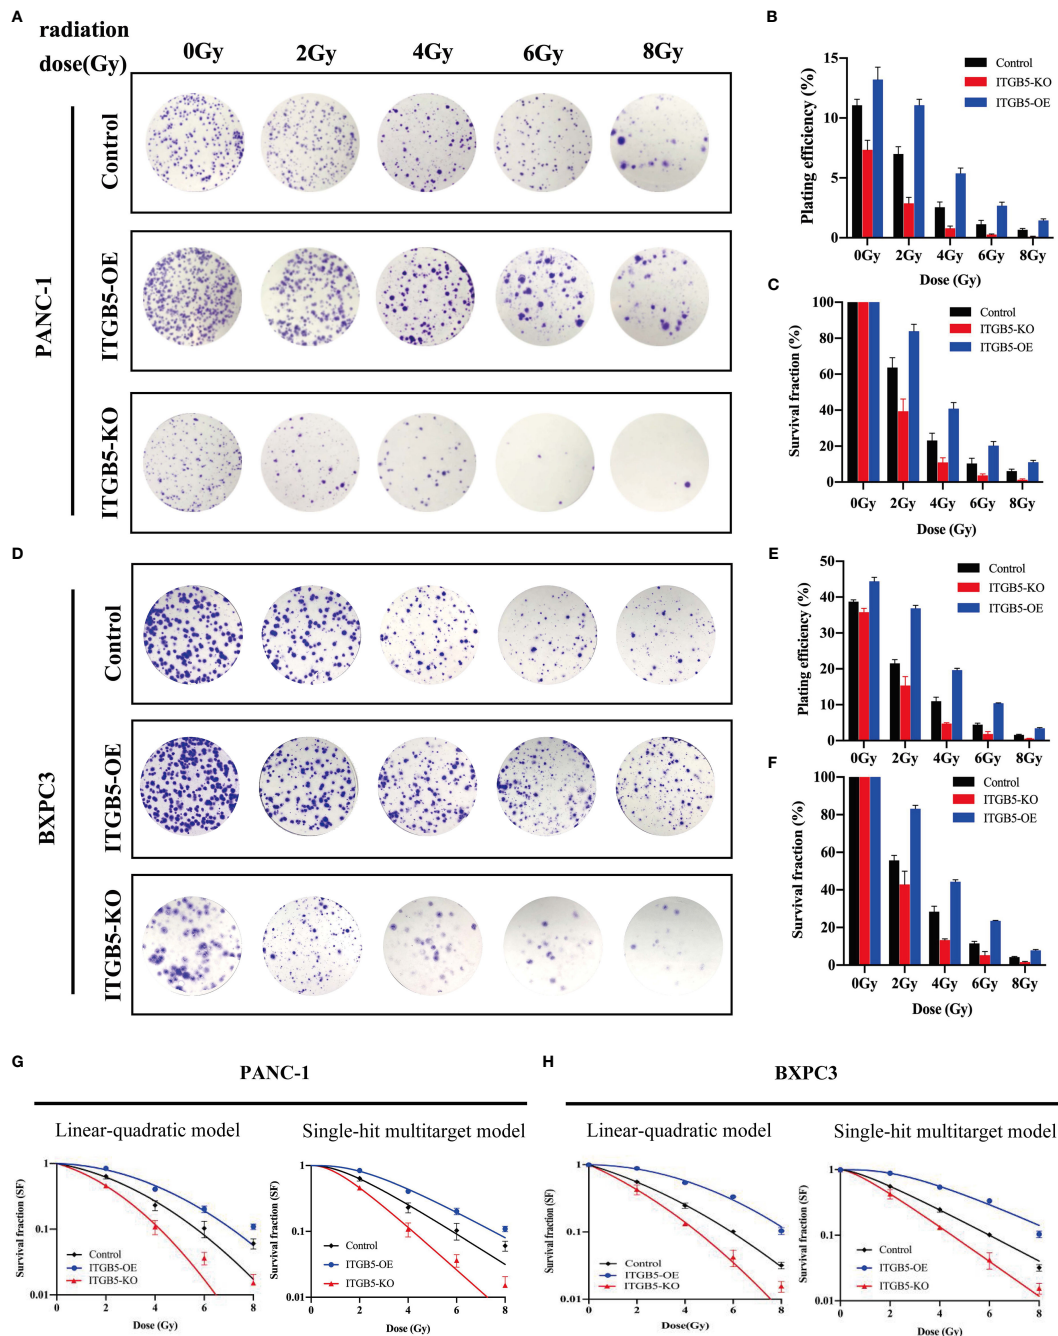 A
radiation
dose(Gy)
0Gy 2Gy 4Gy 6Gy 8Gy
PANC-1
Control
ITGB5-OE
ITGB5-KO
B
Plating efficiency (%)
15
10
5
0
0Gy 2Gy 4Gy 6Gy 8Gy
Dose (Gy)
Control
ITGB5-KO
ITGB5-OE
C
Survival fraction (%)
100
80
60
40
20
0
0Gy 2Gy 4Gy 6Gy 8Gy
Dose (Gy)
Control
ITGB5-KO
ITGB5-OE
D
BXPC3
Control
ITGB5-OE
ITGB5-KO
E
Plating efficiency (%)
50
40
30
20
10
0
0Gy 2Gy 4Gy 6Gy 8Gy
Control
ITGB5-KO
ITGB5-OE
F
Survival fraction (%)
100
80
60
40
20
0
0Gy 2Gy 4Gy 6Gy 8Gy
Dose (Gy)
Control
ITGB5-KO
ITGB5-OE
G
PANC-1
Linear-quadratic model
Survival fraction (SF)
1
0.1
0.01
0 2 4 6 8
Dose (Gy)
Control
ITGB5-OE
ITGB5-KO
Single-hit multitarget model
Survival fraction (SF)
1
0.1
0.01
0 2 4 6 8
Dose (Gy)
Control
ITGB5-OE
ITGB5-KO
H
BXPC3
Linear-quadratic model
Survival fraction (SF)
1
0.1
0.01
0 2 4 6 8
Dose(Gy)
Control
ITGB5-OE
ITGB5-KO
Single-hit multitarget model
Survival fraction (SF)
1
0.1
0.01
0 2 4 6 8
Dose (Gy)
Control
ITGB5-OE
ITGB5-KO